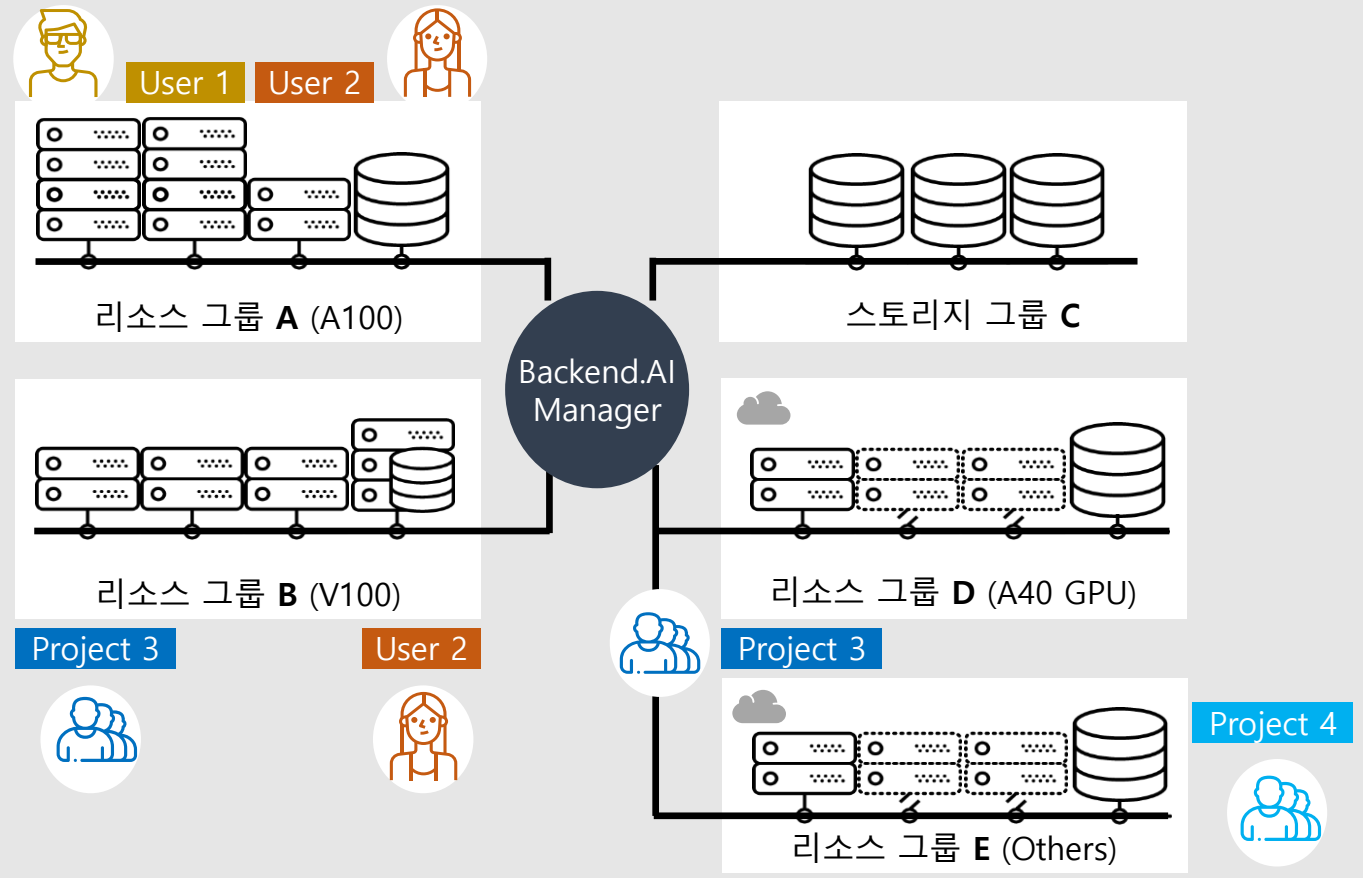 User 1
User 2
리소스 그룹 A (A100)
스토리지 그룹 C
Backend.AI
Manager
리소스 그룹 B (V100)
리소스 그룹 D (A40 GPU)
Project 3
User 2
Project 3
Project 4
리소스 그룹 E (Others)